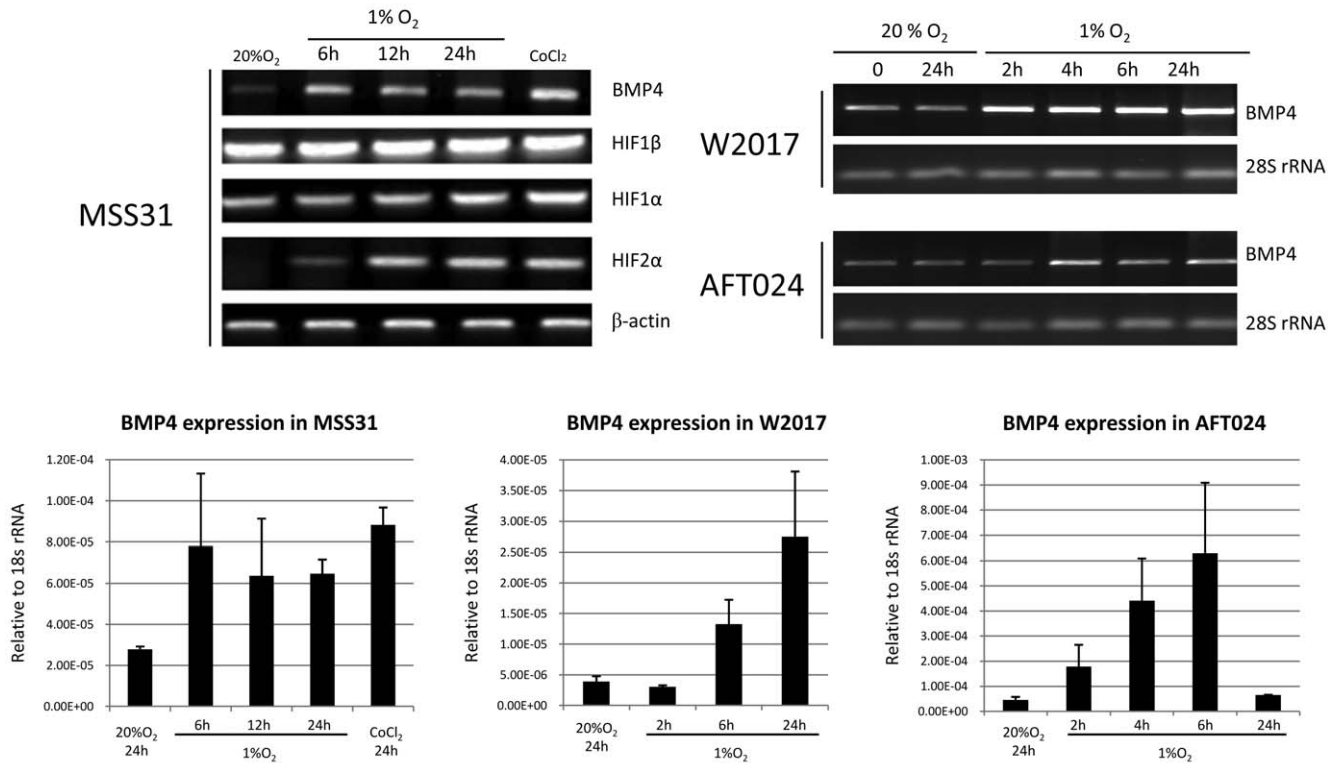 1% O₂
20%O₂ 6h 12h 24h CoCl₂
BMP4
HIF1β
HIF1α
HIF2α
β-actin
MSS31
20 % O₂ 1% O₂
0 24h 2h 4h 6h 24h
BMP4
28S rRNA
W2017
BMP4
28S rRNA
AFT024
BMP4 expression in MSS31
Relative to 18s rRNA
1.20E-04
1.00E-04
8.00E-05
6.00E-05
4.00E-05
2.00E-05
0.00E+00
20%O₂ 6h 12h 24h CoCl₂
24h 1%O₂ 24h
BMP4 expression in W2017
Relative to 18s rRNA
4.00E-05
3.50E-05
3.00E-05
2.50E-05
2.00E-05
1.50E-05
1.00E-05
5.00E-06
0.00E+00
20%O₂ 2h 6h 24h
24h 1%O₂
BMP4 expression in AFT024
Relative to 18s rRNA
1.00E-03
9.00E-04
8.00E-04
7.00E-04
6.00E-04
5.00E-04
4.00E-04
3.00E-04
2.00E-04
1.00E-04
0.00E+00
20%O₂ 2h 4h 6h 24h
24h 1%O₂